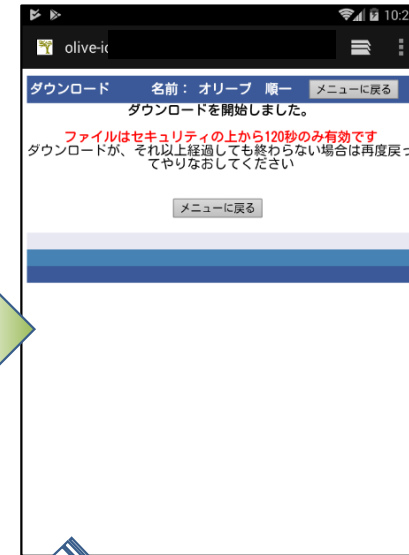 10:2
olive-ic
ダウンロード 名前： オリーブ 順一 メニューに戻る
ダウンロードを開始しました。
ファイルはセキュリティの上から120秒のみ有効です
ダウンロードが、それ以上経過しても終わらない場合は再度戻っ
てやりなおしてください
メニューに戻る